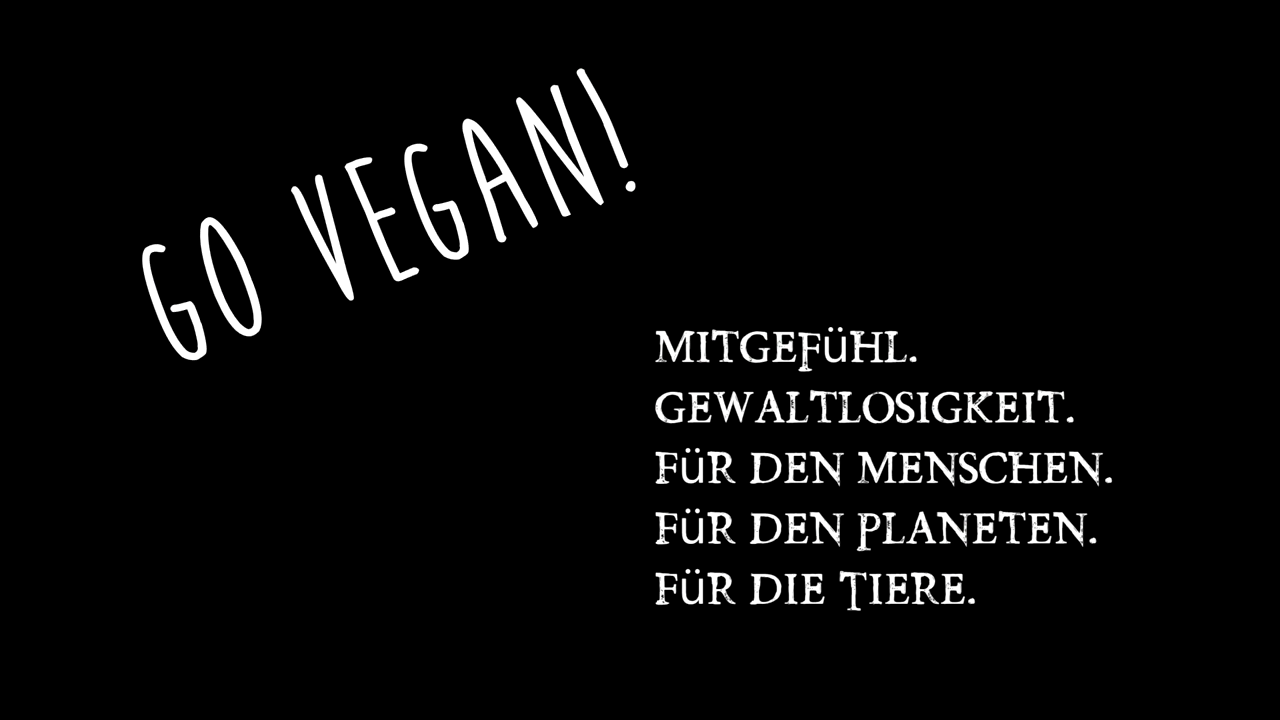 GO VEGAN!
MITGEFÜHL.
GEWALTLOSIGKEIT.
FÜR DEN MENSCHEN.
FÜR DEN PLANETEN.
FÜR DIE TIERE.